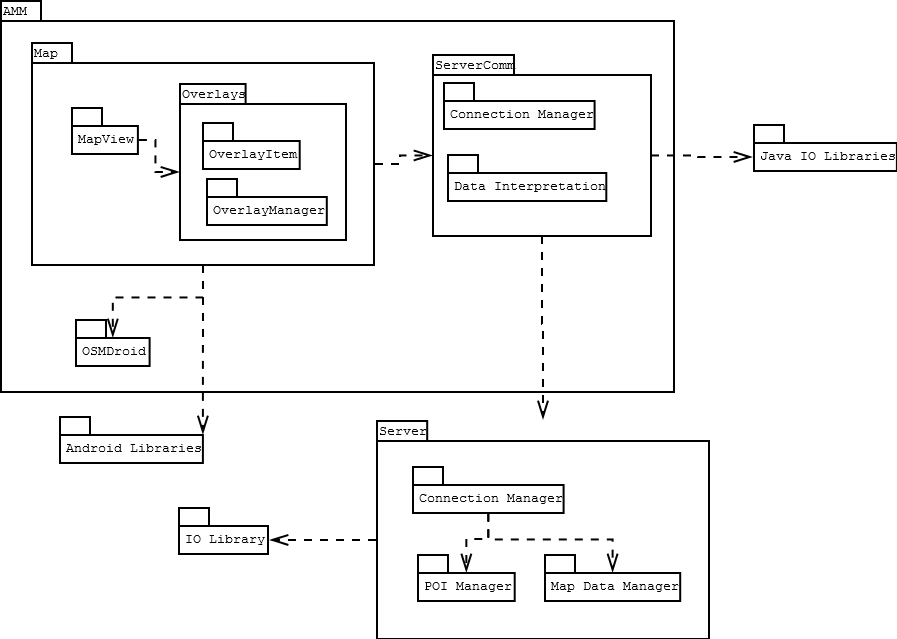 AMM
Map
ServerComm
Overlays
Connection Manager
MapView
OverlayItem
Java IO Libraries
Data Interpretation
OverlayManager
OSMDroid
Server
Android Libraries
Connection Manager
IO Library
POI Manager
Map Data Manager